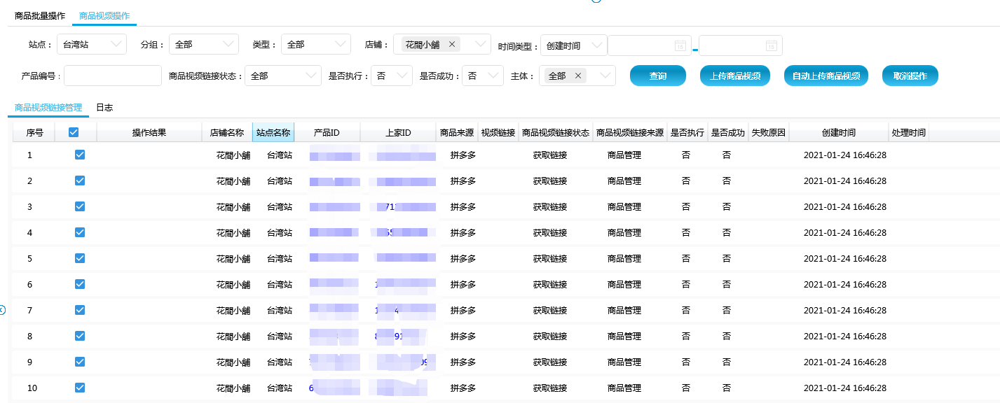 商品批量操作 商品视频操作
站点： 台湾站 分组： 全部 类型： 全部 店铺： 花間小舖 × 时间类型： 创建时间 15 - 15
产品编号： 商品视频链接状态： 全部 是否执行： 否 是否成功： 否 主体： 全部 × 查询 上传商品视频 自动上传商品视频 取消操作
商品视频链接管理 日志
序号 操作结果 店铺名称 站点名称 产品ID 上家ID 商品来源 视频链接 商品视频链接状态 商品视频链接来源 是否执行 是否成功 失败原因 创建时间 处理时间
1 花間小舖 台湾站 拼多多 获取链接 商品管理 否 否 2021-01-24 16:46:28
2 花間小舖 台湾站 拼多多 获取链接 商品管理 否 否 2021-01-24 16:46:28
3 花間小舖 台湾站 拼多多 获取链接 商品管理 否 否 2021-01-24 16:46:28
4 花間小舖 台湾站 拼多多 获取链接 商品管理 否 否 2021-01-24 16:46:28
5 花間小舖 台湾站 拼多多 获取链接 商品管理 否 否 2021-01-24 16:46:28
6 花間小舖 台湾站 拼多多 获取链接 商品管理 否 否 2021-01-24 16:46:28
7 花間小舖 台湾站 拼多多 获取链接 商品管理 否 否 2021-01-24 16:46:28
8 花間小舖 台湾站 拼多多 获取链接 商品管理 否 否 2021-01-24 16:46:28
9 花間小舖 台湾站 拼多多 获取链接 商品管理 否 否 2021-01-24 16:46:28
10 花間小舖 台湾站 拼多多 获取链接 商品管理 否 否 2021-01-24 16:46:28